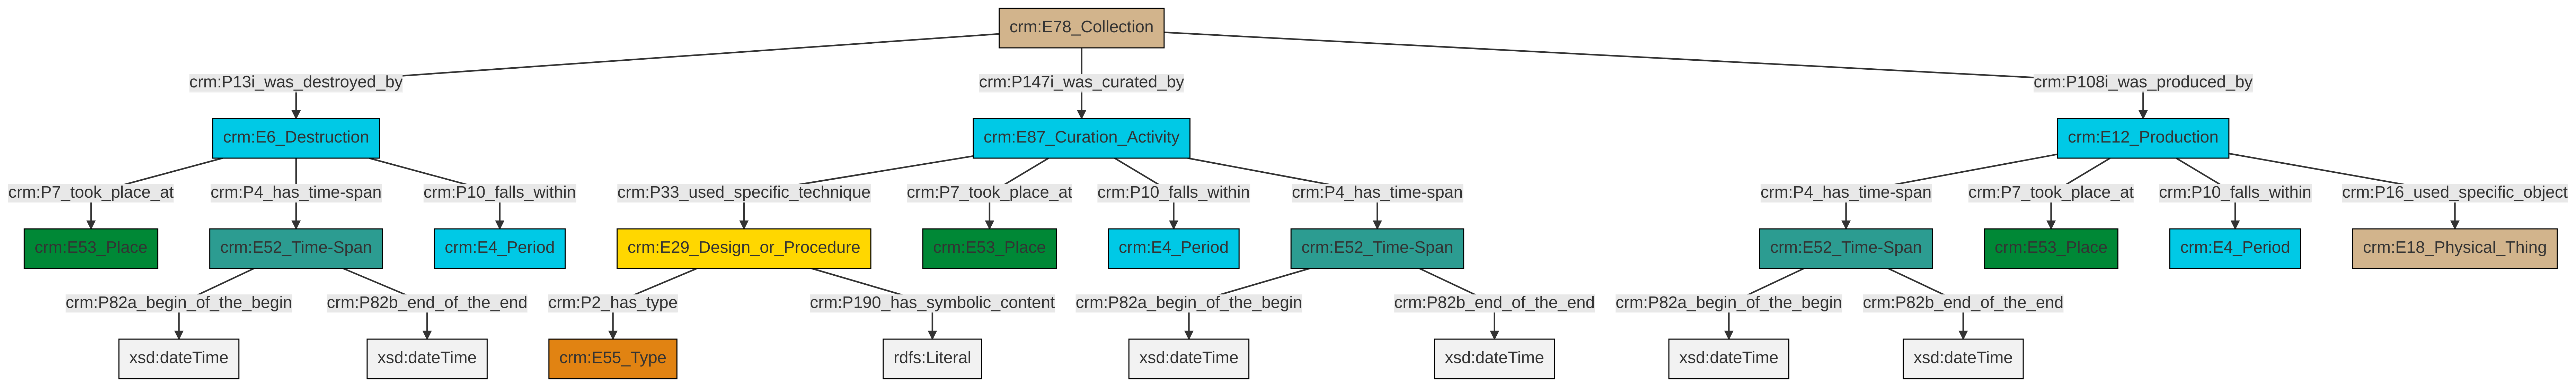 crm:E78_Collection
crm:P13i_was_destroyed_by
crm:P147i_was_curated_by
crm:P108i_was_produced_by
crm:E6_Destruction
crm:E87_Curation_Activity
crm:E12_Production
crm:P7_took_place_at
crm:P4_has_time-span
crm:P10_falls_within
crm:P33_used_specific_technique
crm:P7_took_place_at
crm:P10_falls_within
crm:P4_has_time-span
crm:P4_has_time-span
crm:P7_took_place_at
crm:P10_falls_within
crm:P16_used_specific_object
crm:E53_Place
crm:E52_Time-Span
crm:E4_Period
crm:E29_Design_or_Procedure
crm:E53_Place
crm:E4_Period
crm:E52_Time-Span
crm:E52_Time-Span
crm:E53_Place
crm:E4_Period
crm:E18_Physical_Thing
crm:P82a_begin_of_the_begin
crm:P82b_end_of_the_end
crm:P2_has_type
crm:P190_has_symbolic_content
crm:P82a_begin_of_the_begin
crm:P82b_end_of_the_end
crm:P82a_begin_of_the_begin
crm:P82b_end_of_the_end
xsd:dateTime
xsd:dateTime
crm:E55_Type
rdfs:Literal
xsd:dateTime
xsd:dateTime
xsd:dateTime
xsd:dateTime